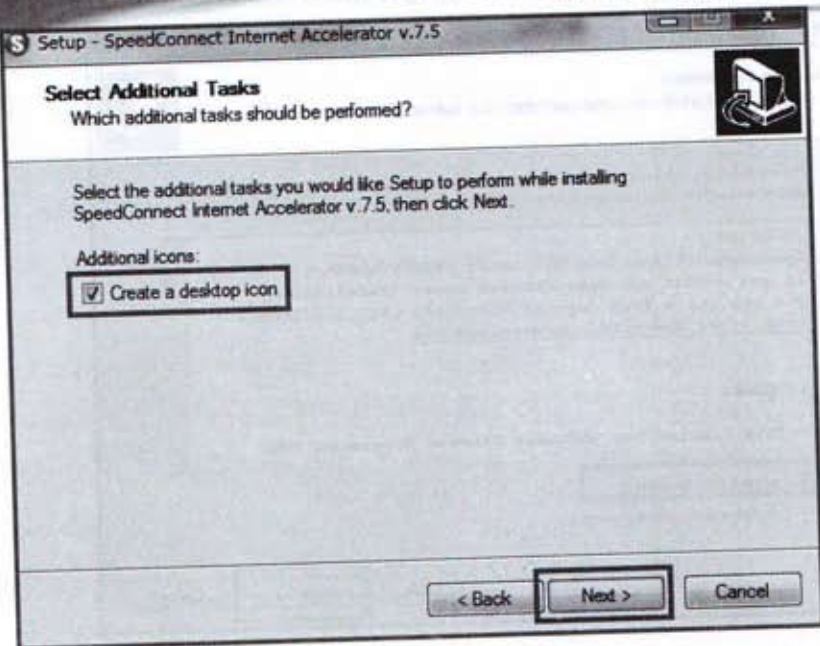 Setup - SpeedConnect Internet Accelerator v.7.5
Select Additional Tasks
Which additional tasks should be performed?
Select the additional tasks you would like Setup to perform while installing
SpeedConnect Internet Accelerator v.7.5, then click Next.
Additional icons:
Create a desktop icon
< Back
Next >
Cancel